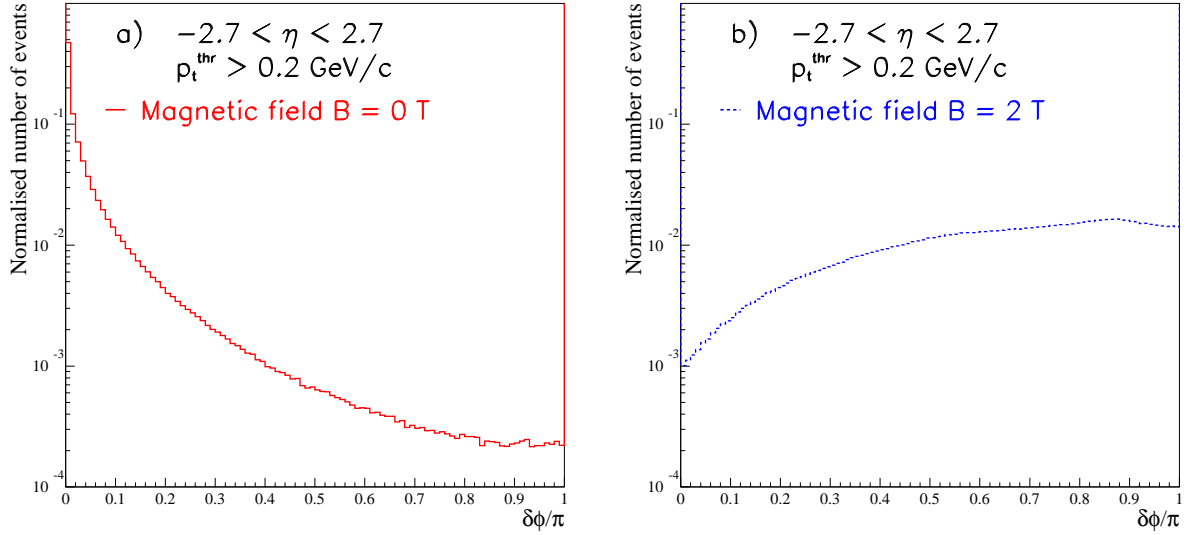 Normalised number of events
a) −2.7 < η < 2.7
p_t^thr > 0.2 GeV/c
Magnetic field B = 0 T
10^-1
10^-2
10^-3
10^-4
0 0.1 0.2 0.3 0.4 0.5 0.6 0.7 0.8 0.9 1
δϕ/π
Normalised number of events
b) −2.7 < η < 2.7
p_t^thr > 0.2 GeV/c
Magnetic field B = 2 T
10^-1
10^-2
10^-3
10^-4
0 0.1 0.2 0.3 0.4 0.5 0.6 0.7 0.8 0.9 1
δϕ/π